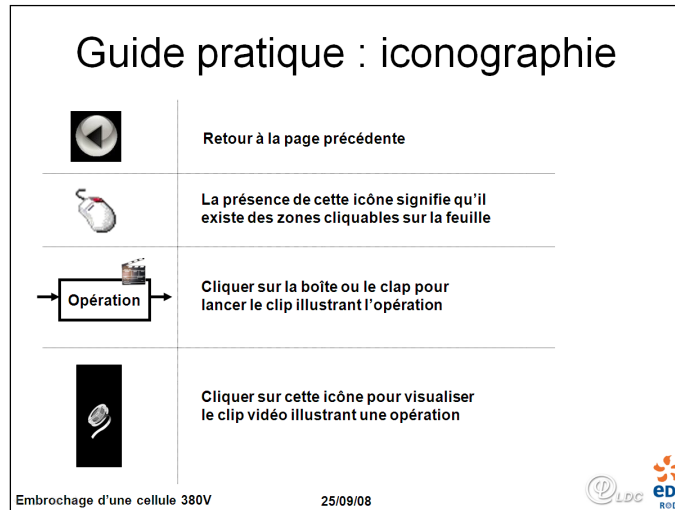 Guide pratique : iconographie
Retour à la page précédente
La présence de cette icône signifie qu'il
existe des zones cliquables sur la feuille
Opération
Cliquer sur la boîte ou le clap pour
lancer le clip illustrant l'opération
Cliquer sur cette icône pour visualiser
le clip vidéo illustrant une opération
Embrochage d'une cellule 380V
25/09/08
LDC